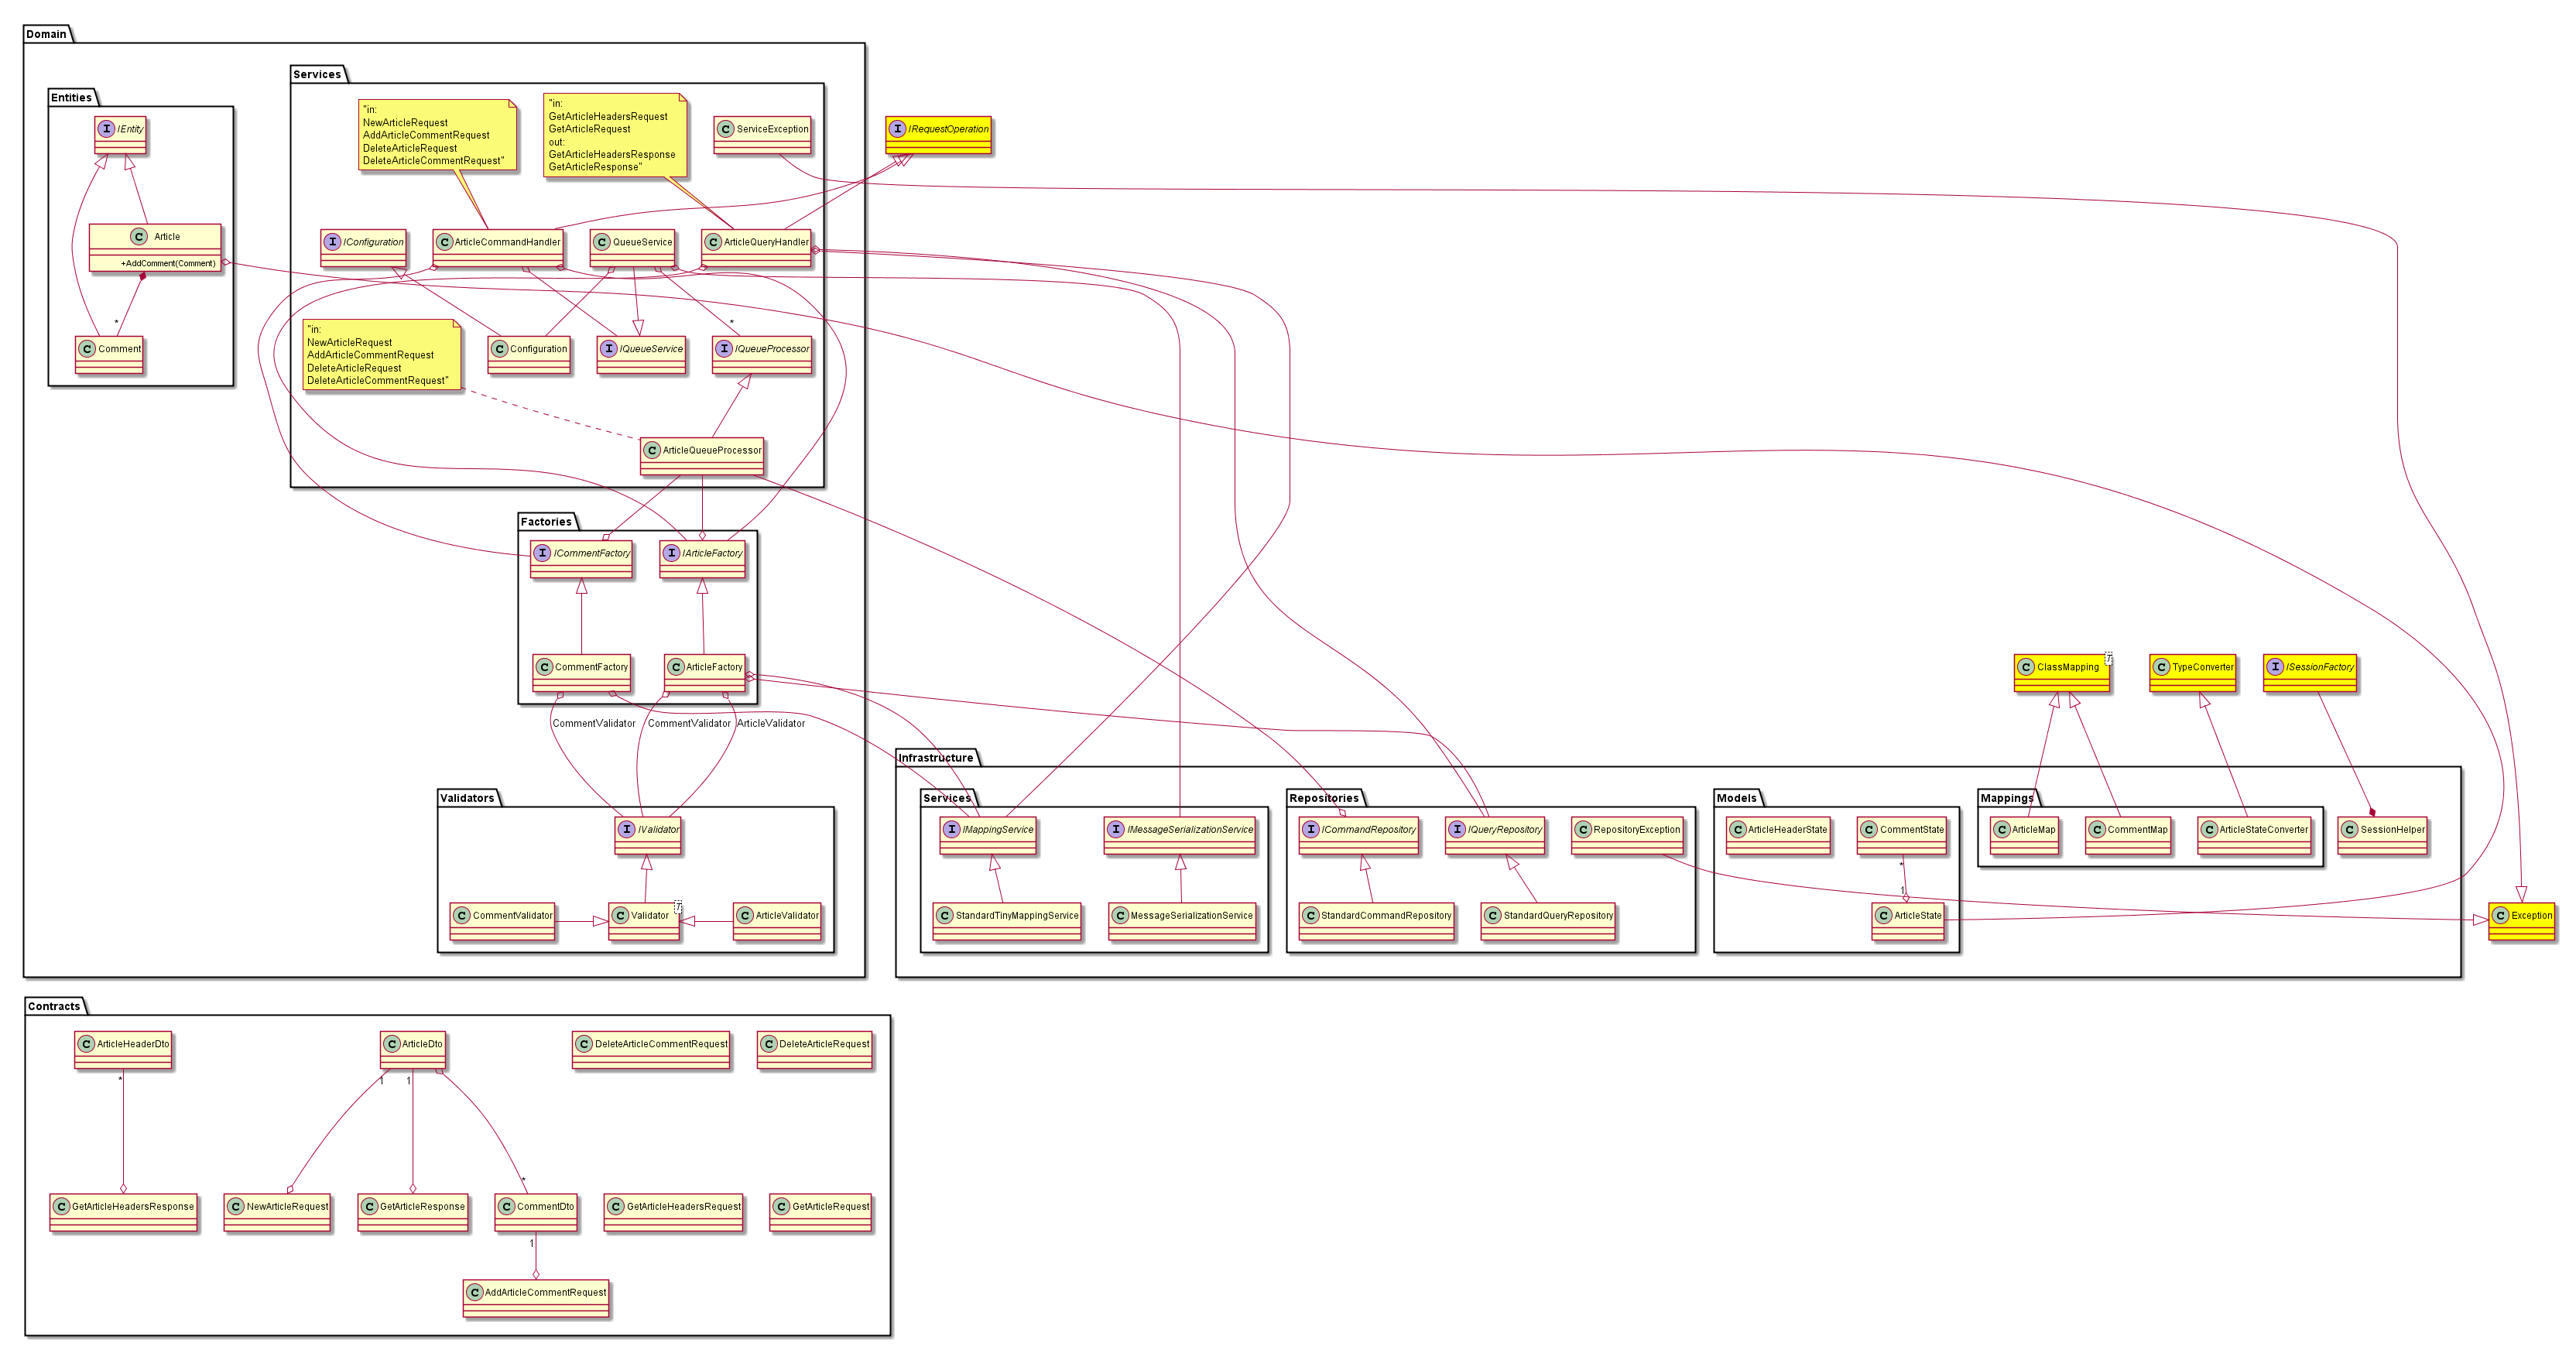 Domain
Services
Entities
"in:
NewArticleRequest
AddArticleCommentRequest
DeleteArticleRequest
DeleteArticleCommentRequest"
"in:
GetArticleHeadersRequest
GetArticleRequest
out:
GetArticleHeadersResponse
GetArticleResponse"
C ServiceException
I IRequestOperation
I IEntity
C Article
+AddComment(Comment)
I IConfiguration
C ArticleCommandHandler
C QueueService
C ArticleQueryHandler
*
*
"in:
NewArticleRequest
AddArticleCommentRequest
DeleteArticleRequest
DeleteArticleCommentRequest"
C Comment
C Configuration
I IQueueService
I IQueueProcessor
C ArticleQueueProcessor
Factories
I ICommentFactory
I IArticleFactory
C CommentFactory
C ArticleFactory
C ClassMapping T
C TypeConverter
I ISessionFactory
CommentValidator
CommentValidator
ArticleValidator
Infrastructure
Validators
Services
Repositories
Models
Mappings
I IValidator
I IMappingService
I IMessageSerializationService
I ICommandRepository
I IQueryRepository
C RepositoryException
C ArticleHeaderState
C CommentState
C ArticleMap
C CommentMap
C ArticleStateConverter
C SessionHelper
*
1
C CommentValidator
C Validator T
C ArticleValidator
C StandardTinyMappingService
C MessageSerializationService
C StandardCommandRepository
C StandardQueryRepository
C ArticleState
C Exception
Contracts
C ArticleHeaderDto
C ArticleDto
C DeleteArticleCommentRequest
C DeleteArticleRequest
*
1
1
*
C GetArticleHeadersResponse
C NewArticleRequest
C GetArticleResponse
C CommentDto
C GetArticleHeadersRequest
C GetArticleRequest
1
C AddArticleCommentRequest